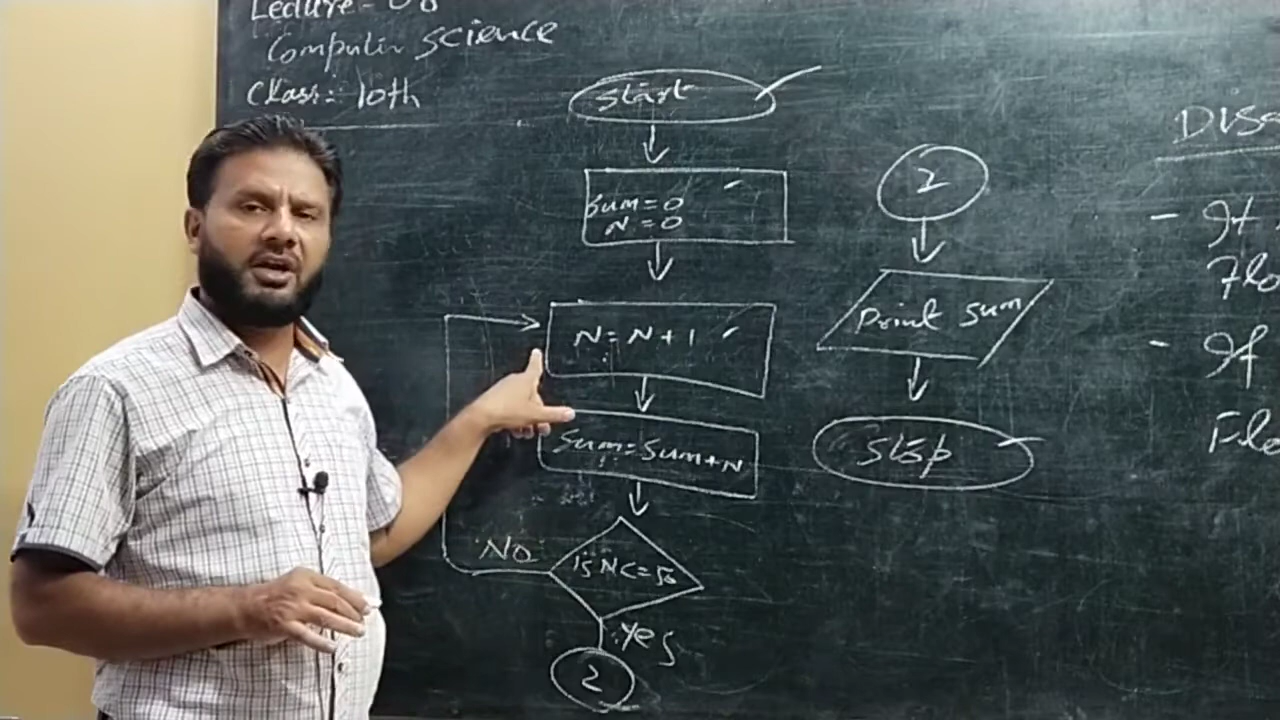 Lecture - 08
Computer Science
Class:- 10th
Start
Sum = 0
N = 0
N = N + 1
Sum = Sum + N
Is N <= 50
No
Yes
2
2
Print Sum
Stop
Disa
- If
Flo
- If
Flo